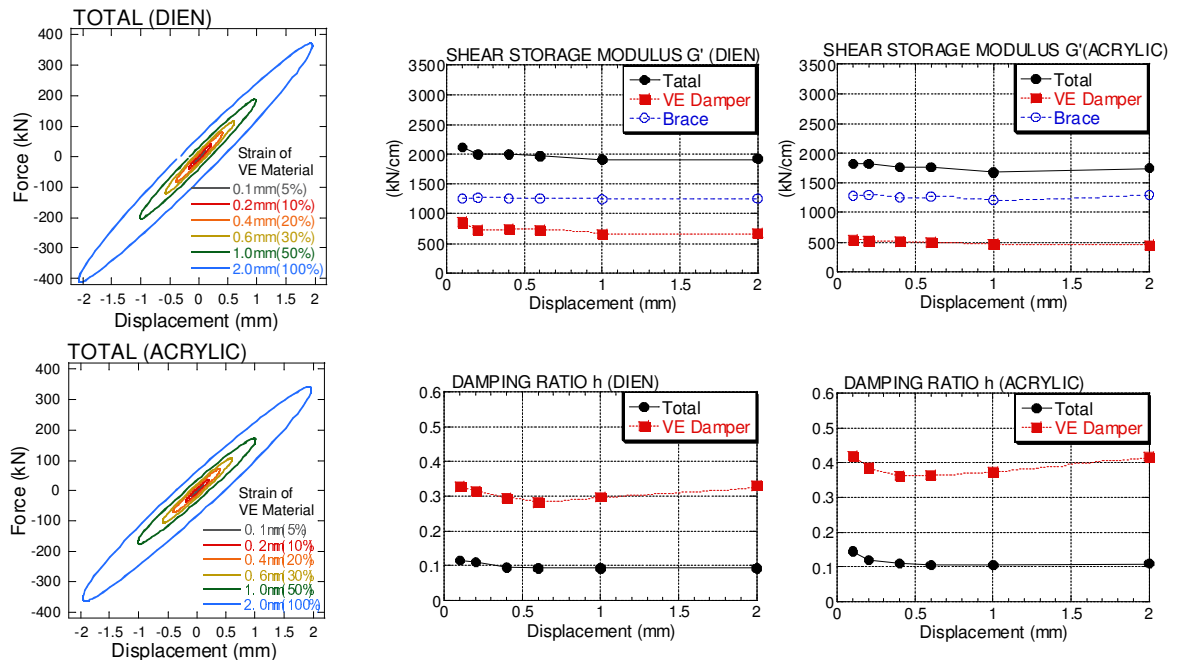 TOTAL (DIEN)
400
300
200
100
0
-100
-200
-300
-400
Force (kN)
Strain of
VE Material
0.1mm(5%)
0.2mm(10%)
0.4mm(20%)
0.6mm(30%)
1.0mm(50%)
2.0mm(100%)
-2 -1.5 -1 -0.5 0 0.5 1 1.5 2
Displacement (mm)
SHEAR STORAGE MODULUS G' (DIEN)
3500
3000
2500
2000
1500
1000
500
0
(kN/cm)
Tatal
VE Damper
Brace
0 0.5 1 1.5 2
Displacement (mm)
SHEAR STORAGE MODULUS G'(ACRYLIC)
3500
3000
2500
2000
1500
1000
500
0
(kN/cm)
Total
VE Damper
Brace
0 0.5 1 1.5 2
Displacement (mm)
TOTAL (ACRYLIC)
400
300
200
100
0
-100
-200
-300
-400
Force (kN)
Strain of
VE Material
0.1mm(5%)
0.2mm(10%
0.4mm(20%)
0.6mm(30%)
1.0mm(50%)
2.0mm(100%)
-2 -1.5 -1 -0.5 0 0.5 1 1.5 2
Displacement (mm)
DAMPING RATIO h (DIEN)
0.6
0.5
0.4
0.3
0.2
0.1
0
Total
VE Damper
0 0.5 1 1.5 2
Displacement (mm)
DAMPING RATIO h (ACRYLIC)
0.6
0.5
0.4
0.3
0.2
0.1
0
Total
VE Damper
0 0.5 1 1.5 2
Displacement (mm)